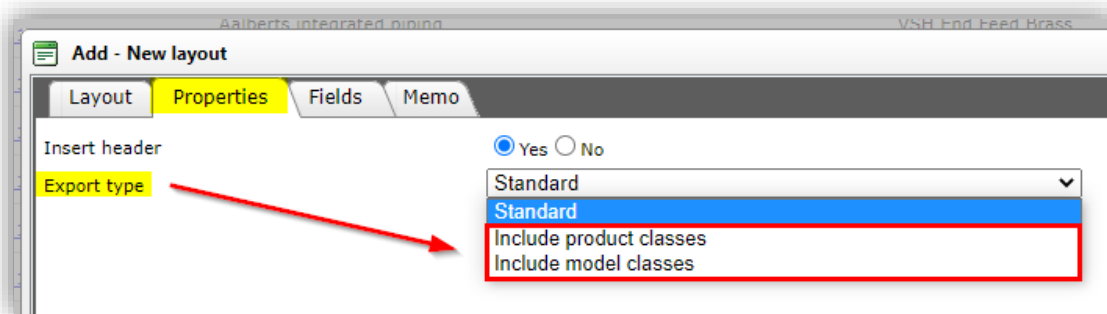 Aalberts integrated piping VSH End Feed Brass
Add - New layout
Layout Properties Fields Memo
Insert header Yes No
Export type Standard
Standard
Include product classes
Include model classes